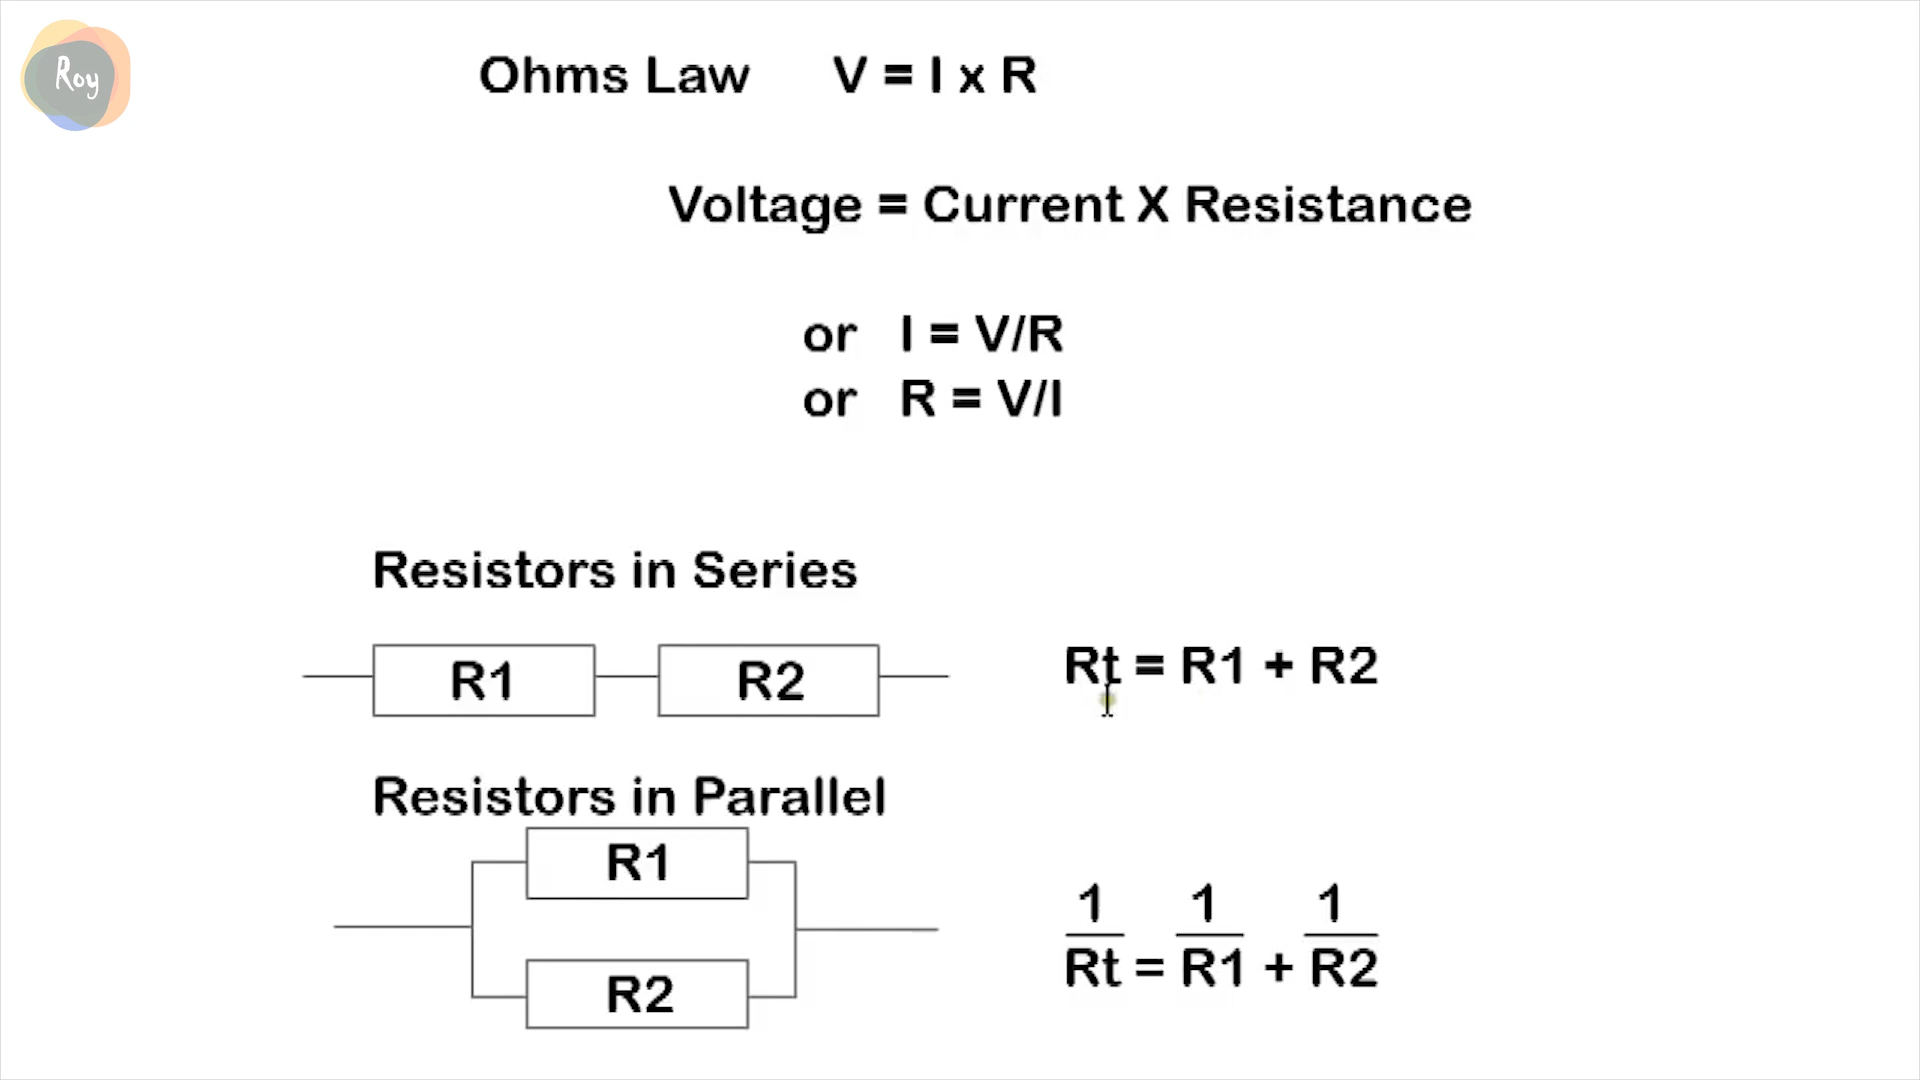 Roy
Ohms Law V = I x R
Voltage = Current X Resistance
or I = V/R
or R = V/I
Resistors in Series
R1 R2
Rt = R1 + R2
Resistors in Parallel
R1
R2
1 1 1
Rt = R1 + R2